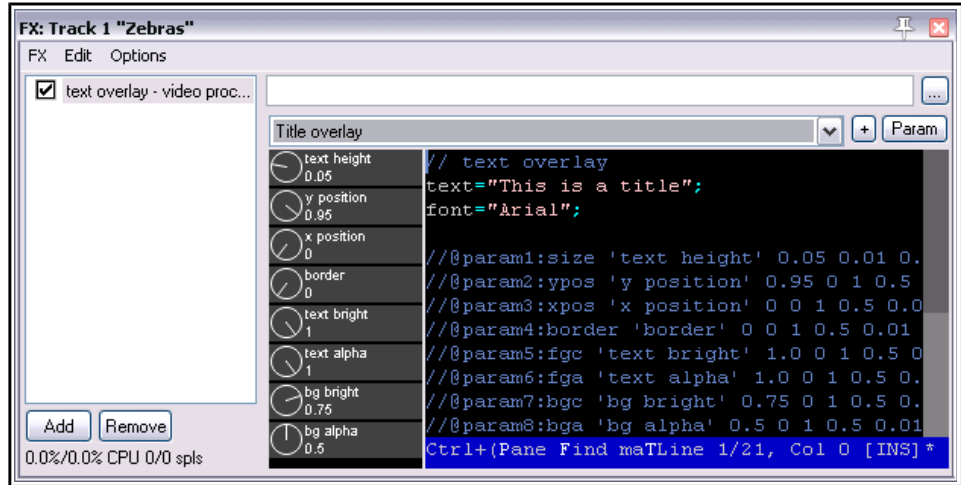 FX: Track 1 "Zebras"
FX Edit Options
text overlay - video proc...
...
Title overlay
+ Param
text height
0.05
y position
0.95
x position
0
border
0
text bright
1
text alpha
1
bg bright
0.75
bg alpha
0.5
// text overlay
text="This is a title";
font="Arial";
//@param1:size 'text height' 0.05 0.01 0.
//@param2:ypos 'y position' 0.95 0 1 0.5
//@param3:xpos 'x position' 0 0 1 0.5 0.0
//@param4:border 'border' 0 0 1 0.5 0.01
//@param5:fgc 'text bright' 1.0 0 1 0.5 0
//@param6:fga 'text alpha' 1.0 0 1 0.5 0.
//@param7:bgc 'bg bright' 0.75 0 1 0.5 0.
//@param8:bga 'bg alpha' 0.5 0 1 0.5 0.01
Ctrl+(Pane Find maTLine 1/21, Col 0 [INS]*
Add Remove
0.0%/0.0% CPU 0/0 spls